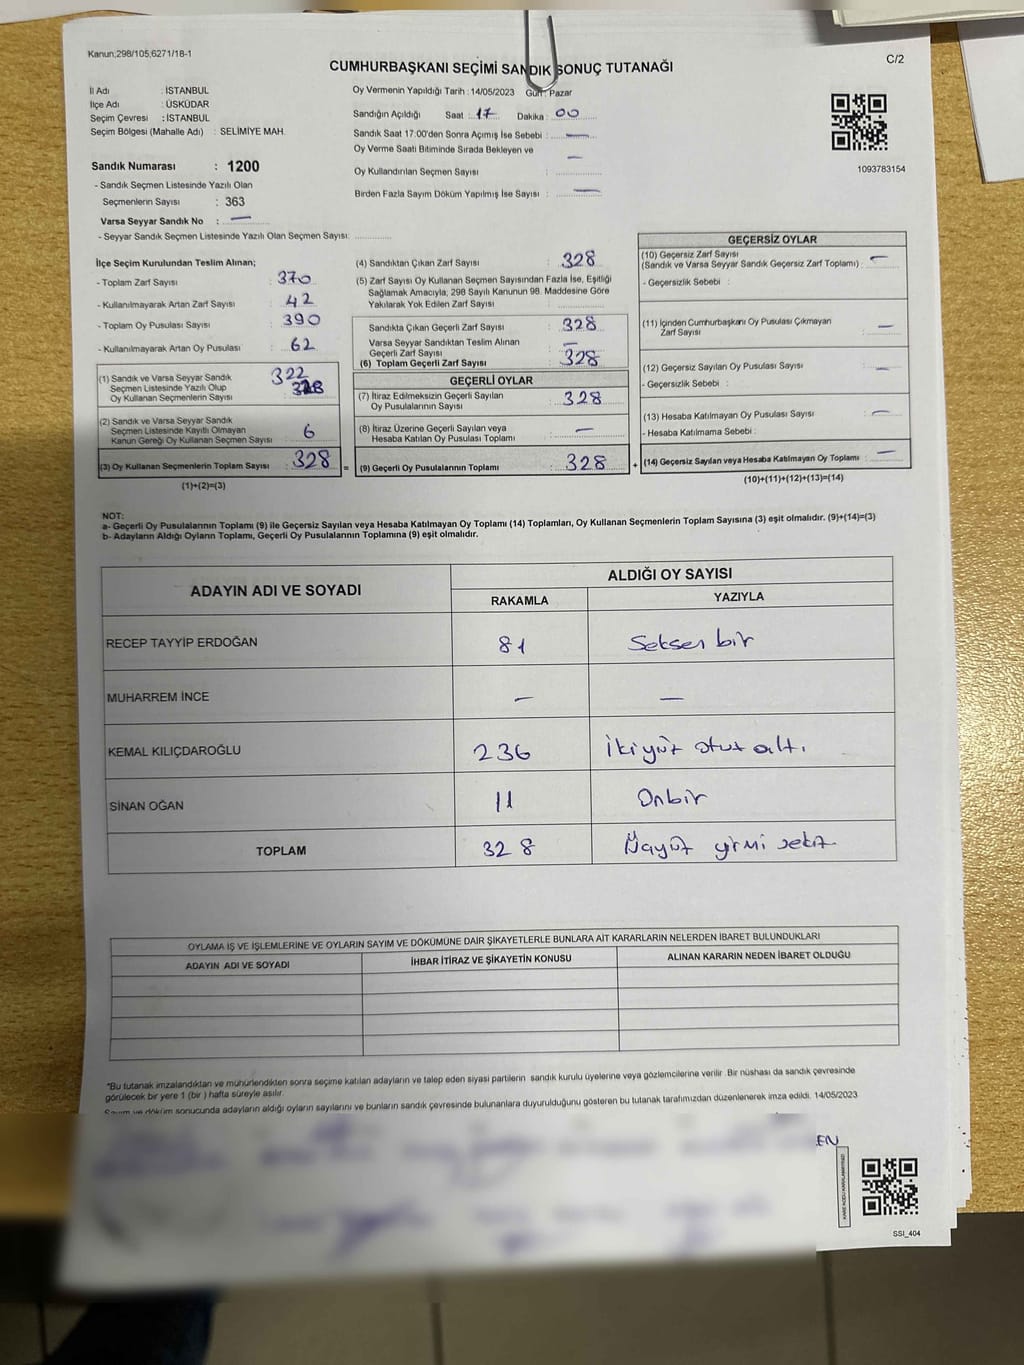 Kanun;298/105,6271/18-1
C/2
CUMHURBAŞKANI SEÇİMİ SANDIK SONUÇ TUTANAĞI
İl Adı : İSTANBUL
İlçe Adı : ÜSKÜDAR
Seçim Çevresi : İSTANBUL
Seçim Bölgesi (Mahalle Adı) : SELİMİYE MAH.
Sandık Numarası : 1200
- Sandık Seçmen Listesinde Yazılı Olan
Seçmenlerin Sayısı : 363
Varsa Seyyar Sandık No : —
- Seyyar Sandık Seçmen Listesinde Yazılı Olan Seçmen Sayısı: ............
Oy Vermenin Yapıldığı Tarih : 14/05/2023 Gün : Pazar
Sandığın Açıldığı Saat : 17 Dakika : 00
Sandık Saat 17:00'den Sonra Açımış İse Sebebi : —
Oy Verme Saati Bitiminde Sırada Bekleyen ve
Oy Kullandırılan Seçmen Sayısı : —
Birden Fazla Sayım Döküm Yapılmış İse Sayısı : —
1093783154
İlçe Seçim Kurulundan Teslim Alınan;
- Toplam Zarf Sayısı : 370
- Kullanılmayarak Artan Zarf Sayısı : 42
- Toplam Oy Pusulası Sayısı : 390
- Kullanılmayarak Artan Oy Pusulası : 62
(1) Sandık ve Varsa Seyyar Sandık
Seçmen Listesinde Yazılı Olup
Oy Kullanan Seçmenlerin Sayısı : 322
(2) Sandık ve Varsa Seyyar Sandık
Seçmen Listesinde Kayıtlı Olmayan
Kanun Gereği Oy Kullanan Seçmen Sayısı : 6
(3) Oy Kullanan Seçmenlerin Toplam Sayısı : 328 =
(1)+(2)=(3)
(4) Sandıktan Çıkan Zarf Sayısı : 328
(5) Zarf Sayısı Oy Kullanan Seçmen Sayısından Fazla İse, Eşitliği
Sağlamak Amacıyla; 298 Sayılı Kanunun 98. Maddesine Göre
Yakılarak Yok Edilen Zarf Sayısı :
Sandıkta Çıkan Geçerli Zarf Sayısı : 328
Varsa Seyyar Sandıktan Teslim Alınan
Geçerli Zarf Sayısı : —
(6) Toplam Geçerli Zarf Sayısı : 328
GEÇERLİ OYLAR
(7) İtiraz Edilmeksizin Geçerli Sayılan
Oy Pusulalarının Sayısı : 328
(8) İtiraz Üzerine Geçerli Sayılan veya
Hesaba Katılan Oy Pusulası Toplamı : —
(9) Geçerli Oy Pusulalarının Toplamı : 328 +
GEÇERSİZ OYLAR
(10) Geçersiz Zarf Sayısı
(Sandık ve Varsa Seyyar Sandık Geçersiz Zarf Toplamı) : —
- Geçersizlik Sebebi :
(11) İçinden Cumhurbaşkanı Oy Pusulası Çıkmayan
Zarf Sayısı : —
(12) Geçersiz Sayılan Oy Pusulası Sayısı : —
- Geçersizlik Sebebi :
(13) Hesaba Katılmayan Oy Pusulası Sayısı : —
- Hesaba Katılmama Sebebi :
(14) Geçersiz Sayılan veya Hesaba Katılmayan Oy Toplamı : —
(10)+(11)+(12)+(13)=(14)
NOT:
a- Geçerli Oy Pusulalarının Toplamı (9) ile Geçersiz Sayılan veya Hesaba Katılmayan Oy Toplamı (14) Toplamları, Oy Kullanan Seçmenlerin Toplam Sayısına (3) eşit olmalıdır. (9)+(14)=(3)
b- Adayların Aldığı Oyların Toplamı, Geçerli Oy Pusulalarının Toplamına (9) eşit olmalıdır.
ADAYIN ADI VE SOYADI
ALDIĞI OY SAYISI
RAKAMLA YAZIYLA
RECEP TAYYİP ERDOĞAN 81 Seksen bir
MUHARREM İNCE — —
KEMAL KILIÇDAROĞLU 236 İkiyüz otuz altı
SİNAN OĞAN 11 Onbir
TOPLAM 328 yirmi sekiz
OYLAMA İŞ VE İŞLEMLERİNE VE OYLARIN SAYIM VE DÖKÜMÜNE DAİR ŞİKAYETLERLE BUNLARA AİT KARARLARIN NELERDEN İBARET BULUNDUKLARI
ADAYIN ADI VE SOYADI İHBAR İTİRAZ VE ŞİKAYETİN KONUSU ALINAN KARARIN NEDEN İBARET OLDUĞU
*Bu tutanak imzalandıktan ve mühürlendikten sonra seçime katılan adayların ve talep eden siyasi partilerin sandık kurulu üyelerine veya gözlemcilerine verilir .Bir nüshası da sandık çevresinde
görülecek bir yere 1 (bir ) hafta süreyle asılır.
Sayım ve döküm sonucunda adayların aldığı oyların sayılarını ve bunların sandık çevresinde bulunanlara duyurulduğunu gösteren bu tutanak tarafımızdan düzenlenerek imza edildi. 14/05/2023
EN
KARE KODU KARALAMAYINIZ!
SSI_404